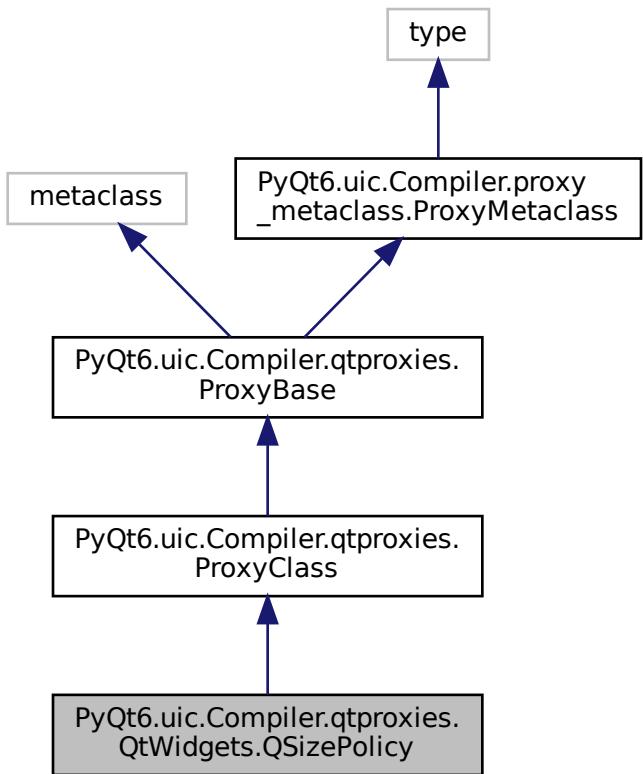 type
metaclass
PyQt6.uic.Compiler.proxy
_metaclass.ProxyMetaclass
PyQt6.uic.Compiler.qtproxies.
ProxyBase
PyQt6.uic.Compiler.qtproxies.
ProxyClass
PyQt6.uic.Compiler.qtproxies.
QtWidgets.QSizePolicy